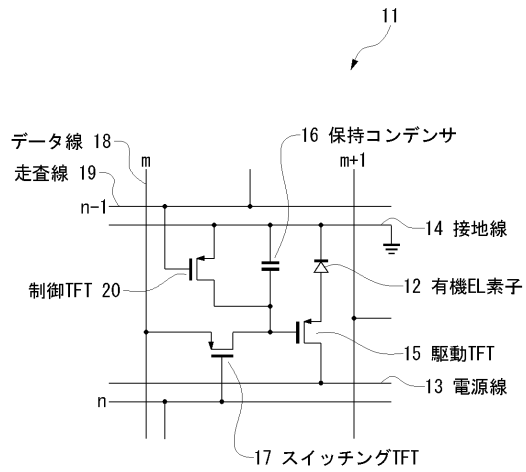 11
16 保持コンデンサ
データ線 18
m
m+1
走査線 19
n-1
14 接地線
制御TFT 20
12 有機EL素子
15 駆動TFT
13 電源線
n
17 スイッチングTFT